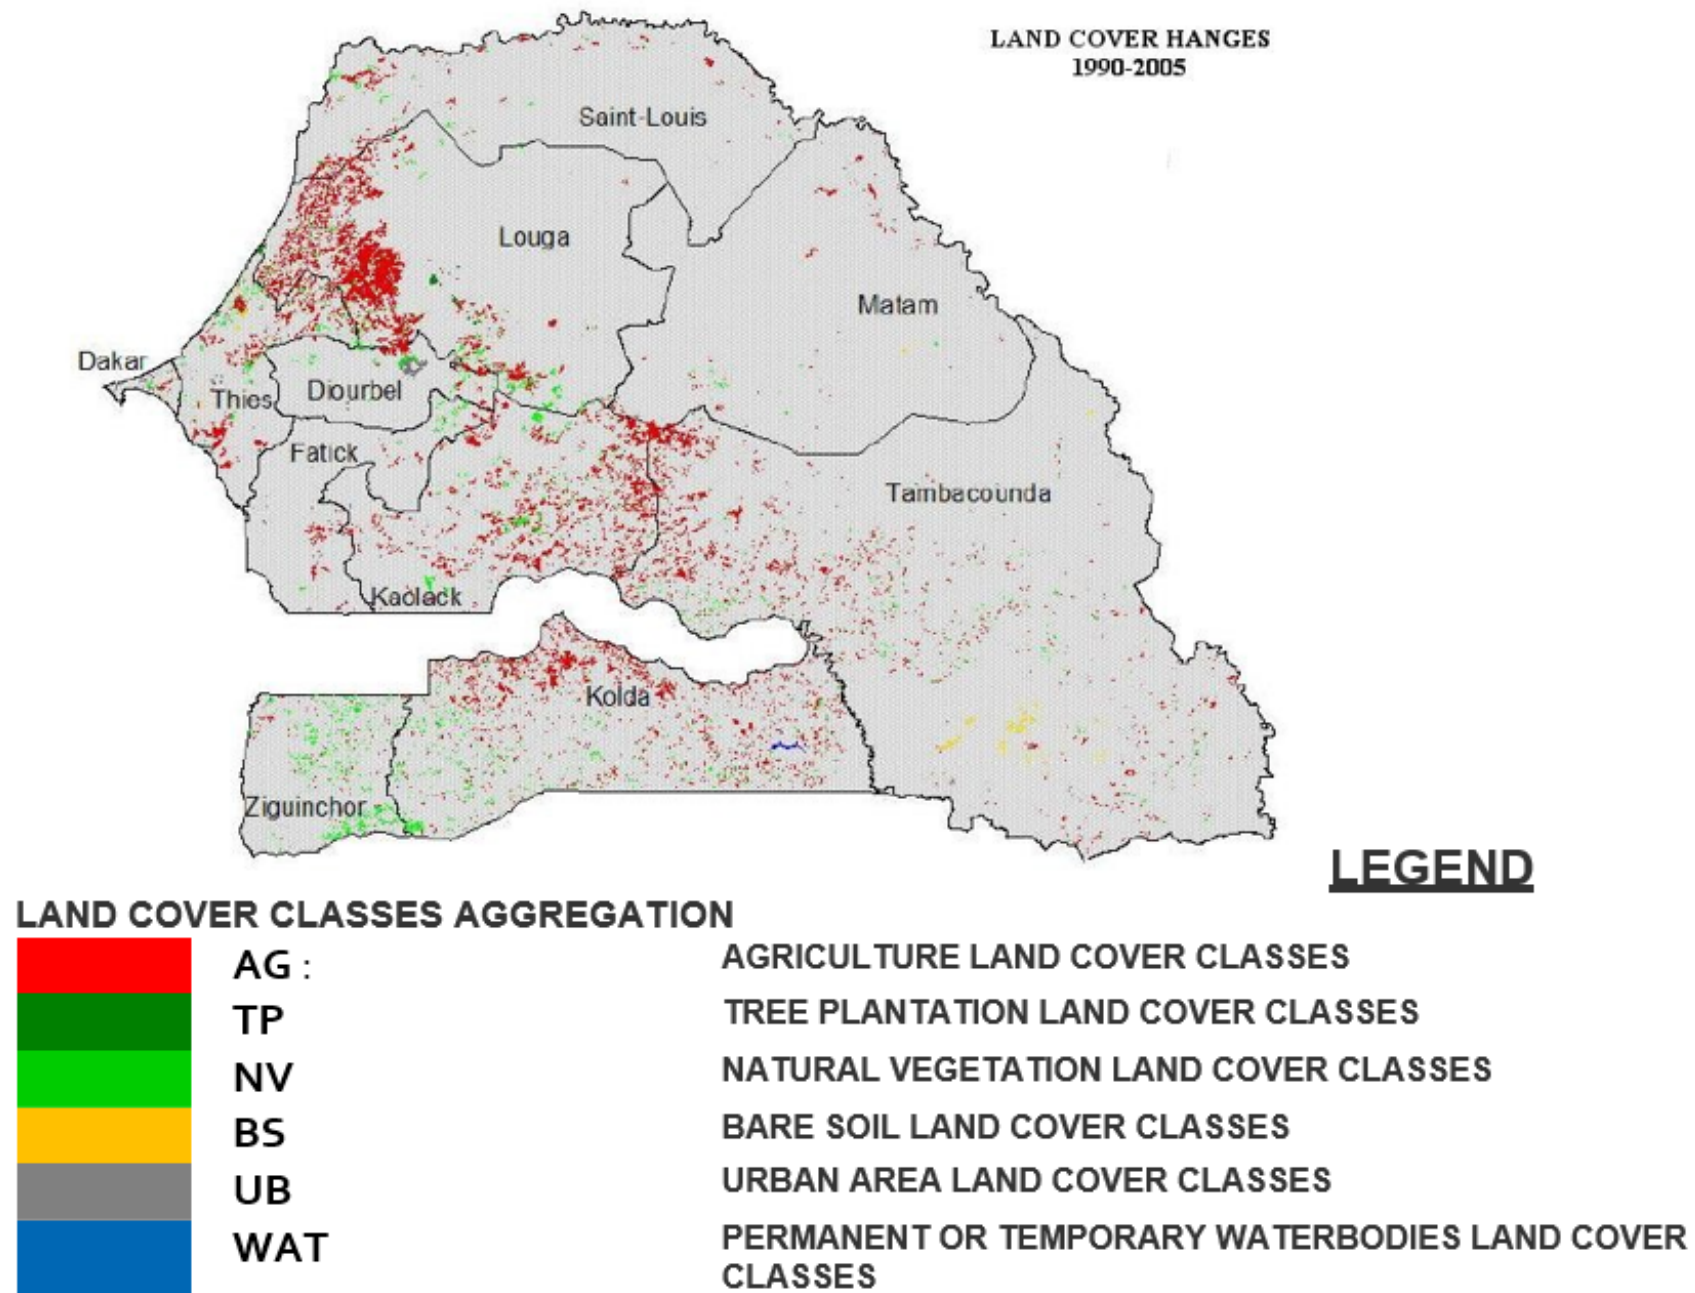 LAND COVER HANGES
1990-2005
Saint-Louis
Louga
Matam
Dakar
Thies
Diourbel
Fatick
Tambacounda
Kaolack
Kolda
Ziguinchor
LEGEND
LAND COVER CLASSES AGGREGATION
AG : AGRICULTURE LAND COVER CLASSES
TP TREE PLANTATION LAND COVER CLASSES
NV NATURAL VEGETATION LAND COVER CLASSES
BS BARE SOIL LAND COVER CLASSES
UB URBAN AREA LAND COVER CLASSES
WAT PERMANENT OR TEMPORARY WATERBODIES LAND COVER
CLASSES